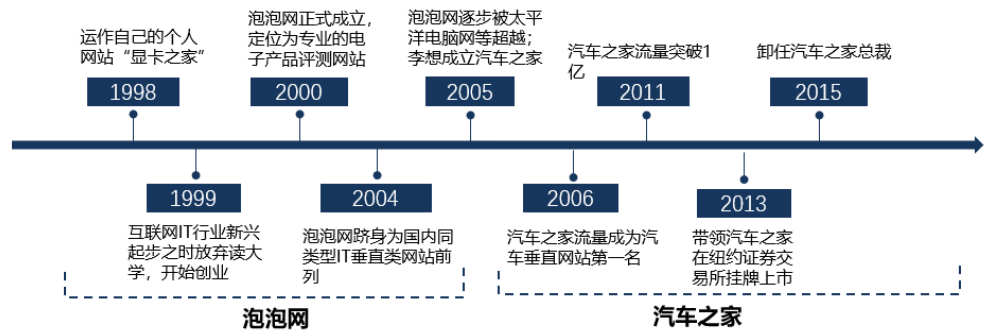 运作自己的个人
网站“显卡之家”
1998
泡泡网正式成立，
定位为专业的电
子产品评测网站
2000
泡泡网逐步被太平
洋电脑网等超越；
李想成立汽车之家
2005
汽车之家流量突破1
亿
2011
卸任汽车之家总裁
2015
1999
互联网IT行业新兴
起步之时放弃读大
学，开始创业
2004
泡泡网跻身为国内同
类型IT垂直类网站前
列
2006
汽车之家流量成为汽
车垂直网站第一名
2013
带领汽车之家
在纽约证券交
易所挂牌上市
泡泡网
汽车之家